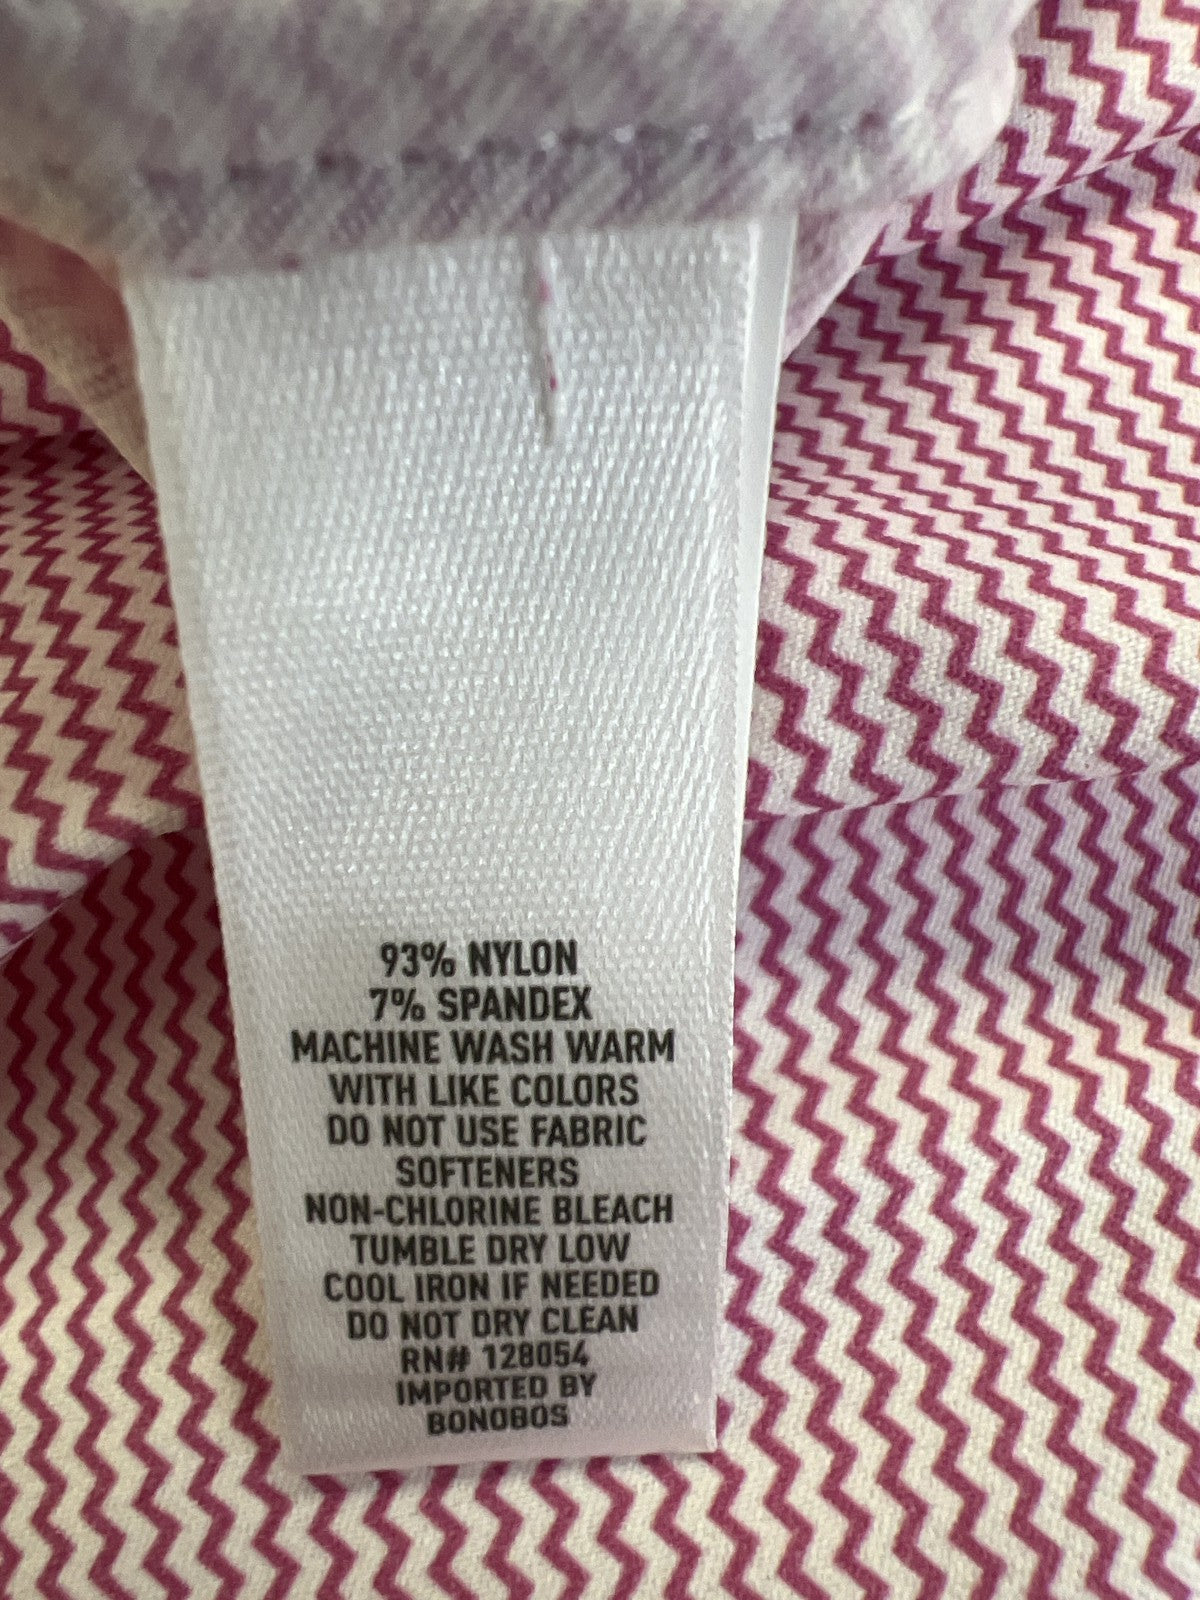 93% NYLON
7% SPANDEX
MACHINE WASH WARM
WITH LIKE COLORS
DO NOT USE FABRIC
SOFTENERS
NON-CHLORINE BLEACH
TUMBLE DRY LOW
COOL IRON IF NEEDED
DO NOT DRY CLEAN
RN# 128054
IMPORTED BY
BONOBOS